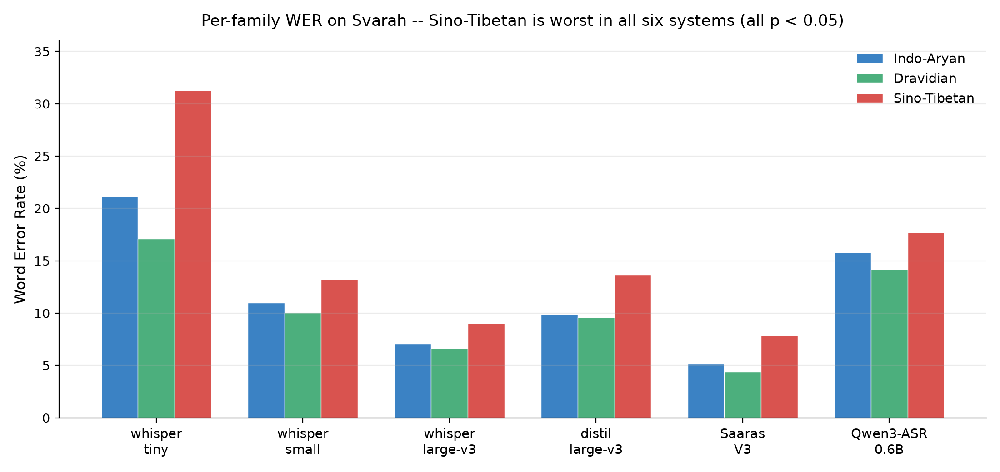 Per-family WER on Svarah -- Sino-Tibetan is worst in all six systems (all p < 0.05)
Indo-Aryan
Dravidian
Sino-Tibetan
Word Error Rate (%)
35
30
25
20
15
10
5
0
whisper
tiny
whisper
small
whisper
large-v3
distil
large-v3
Saaras
V3
Qwen3-ASR
0.6B